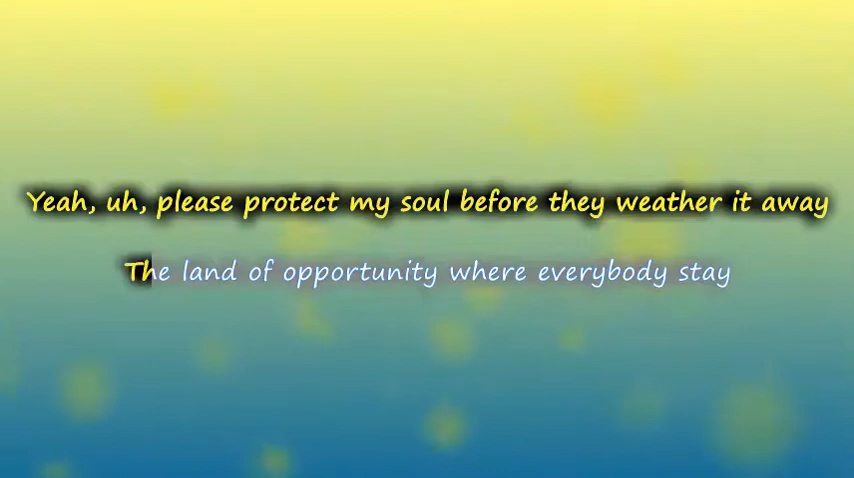 Yeah, uh, please protect my soul before they weather it away
The land of opportunity where everybody stay